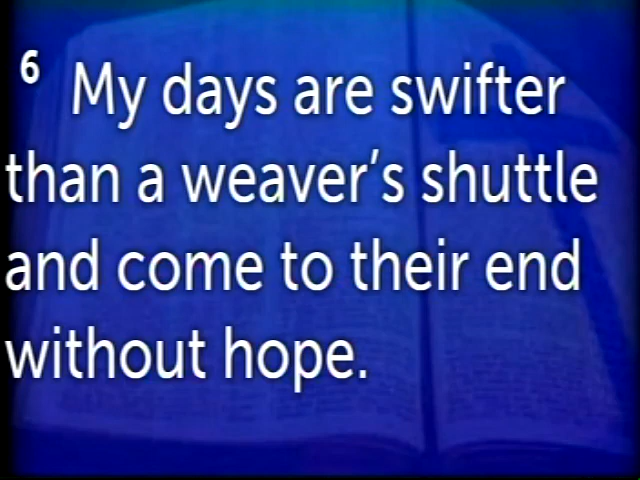 6 My days are swifter
than a weaver’s shuttle
and come to their end
without hope.